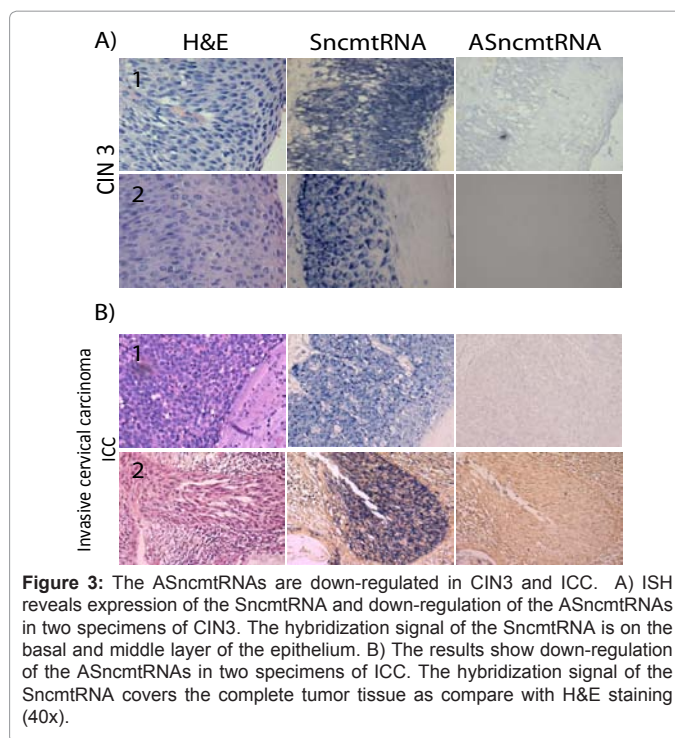 A)
H&E SncmtRNA ASncmtRNA
1
CIN 3
2
B)
1
Invasive cervical carcinoma
ICC
2
Figure 3: The ASncmtRNAs are down-regulated in CIN3 and ICC. A) ISH
reveals expression of the SncmtRNA and down-regulation of the ASncmtRNAs
in two specimens of CIN3. The hybridization signal of the SncmtRNA is on the
basal and middle layer of the epithelium. B) The results show down-regulation
of the ASncmtRNAs in two specimens of ICC. The hybridization signal of the
SncmtRNA covers the complete tumor tissue as compare with H&E staining
(40x).